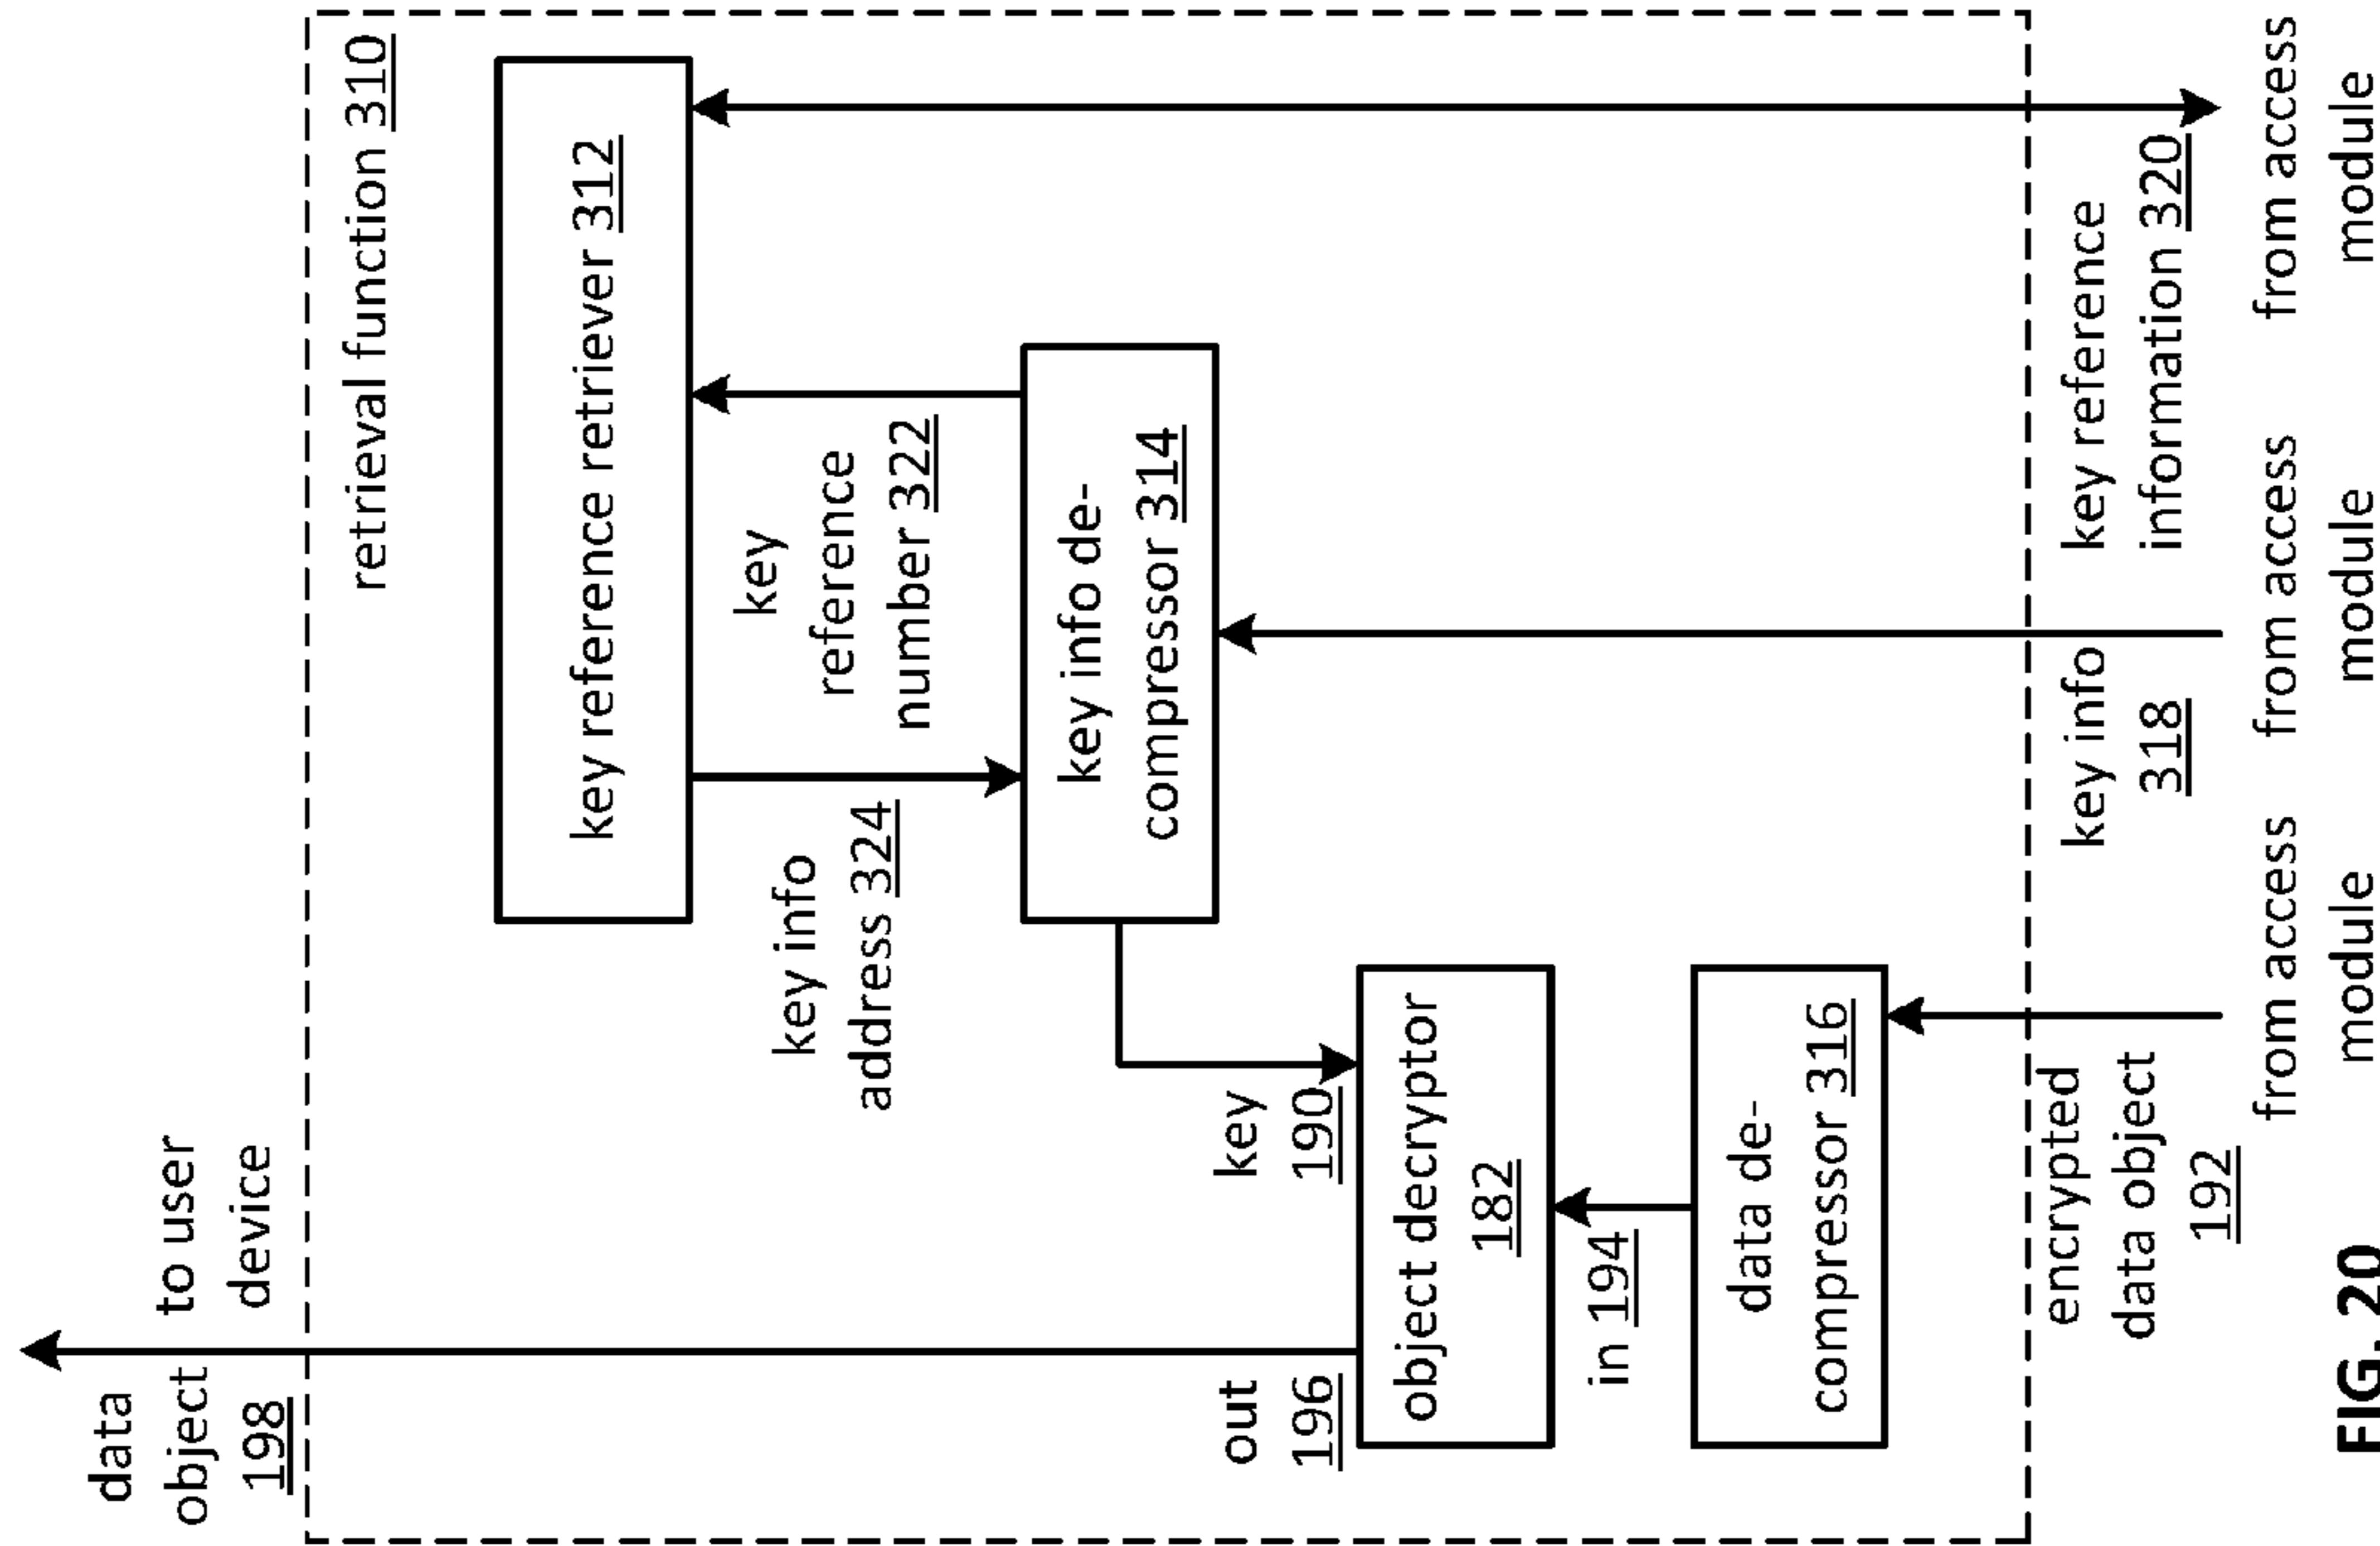 data
object
198
to user
device
retrieval function 310
key reference retriever 312
key info
address 324
key
reference
number 322
key info de-
compressor 314
key
190
out
196
object decryptor
182
in 194
data de-
compressor 316
encrypted
data object
192
key info
318
key reference
information 320
from access
module
from access
module
from access
module
FIG. 20